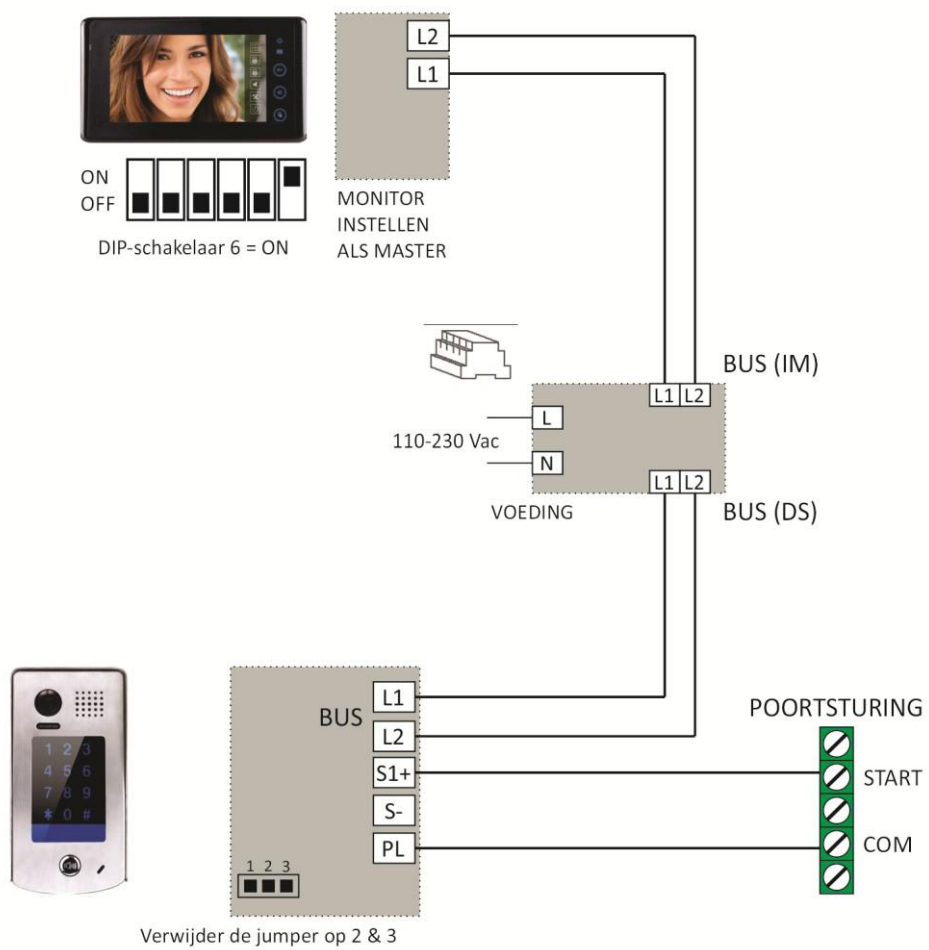 L2
L1
ON
OFF
DIP-schakelaar 6 = ON
MONITOR
INSTELLEN
ALS MASTER
BUS (IM)
L1 L2
L
110-230 Vac
N
L1 L2
VOEDING
BUS (DS)
L1
BUS
L2
S1+
S-
PL
1 2 3
POORTSTURING
START
COM
1 2 3
4 5 6
7 8 9
* 0 #
Verwijder de jumper op 2 & 3